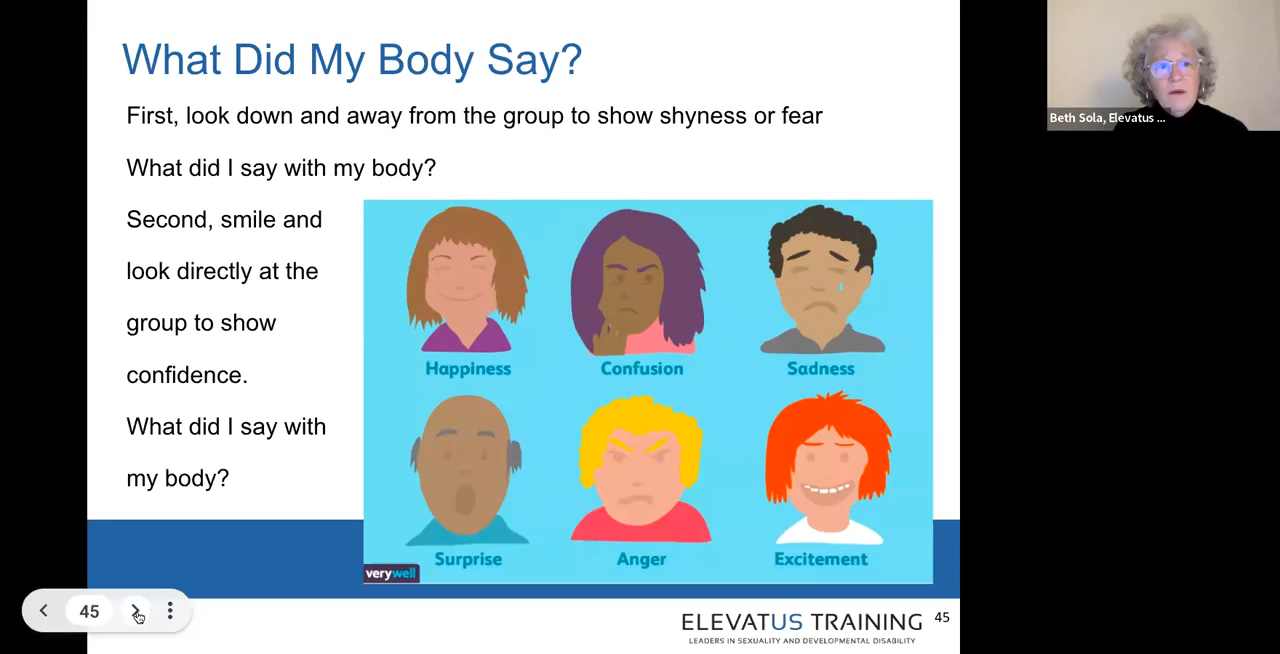 What Did My Body Say?
First, look down and away from the group to show shyness or fear
What did I say with my body?
Second, smile and
look directly at the
group to show
confidence.
What did I say with
my body?
Happiness
Confusion
Sadness
Surprise
Anger
Excitement
verywell
45
ELEVATUS TRAINING
LEADERS IN SEXUALITY AND DEVELOPMENTAL DISABILITY
45
Beth Sola, Elevatus ...